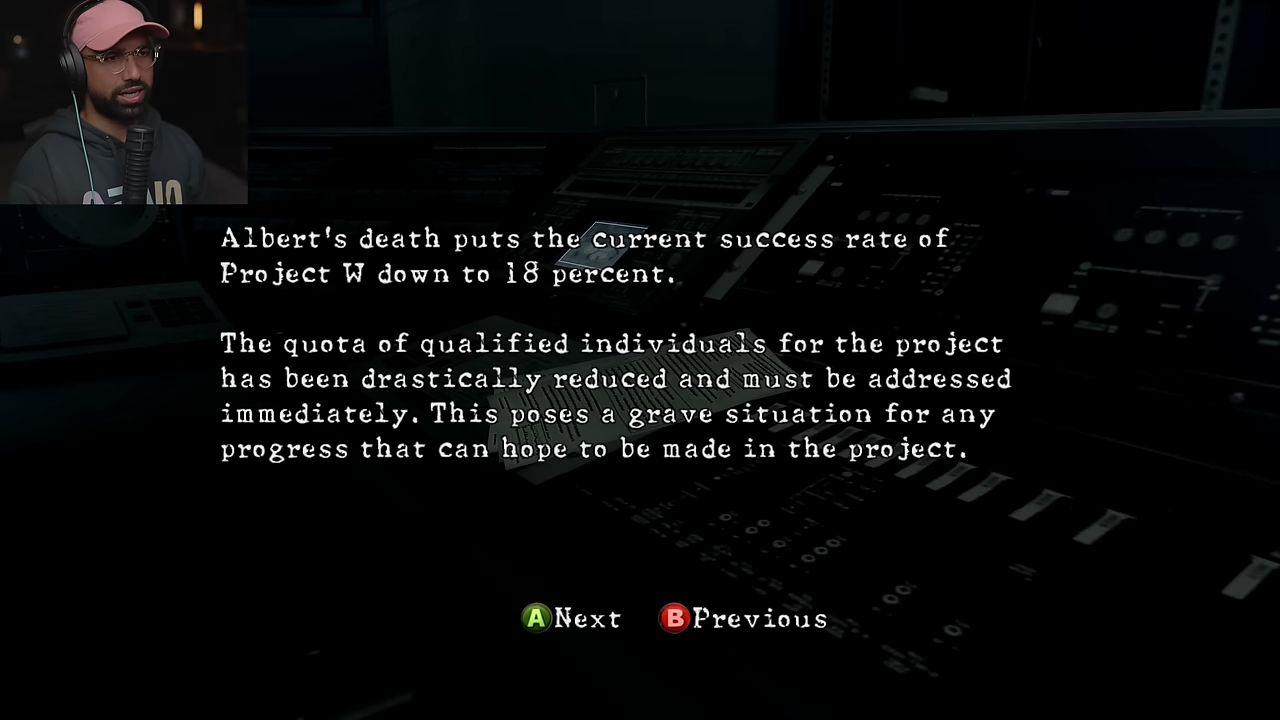 Albert's death puts the current success rate of
Project W down to 18 percent.
The quota of qualified individuals for the project
has been drastically reduced and must be addressed
immediately. This poses a grave situation for any
progress that can hope to be made in the project.
A Next B Previous